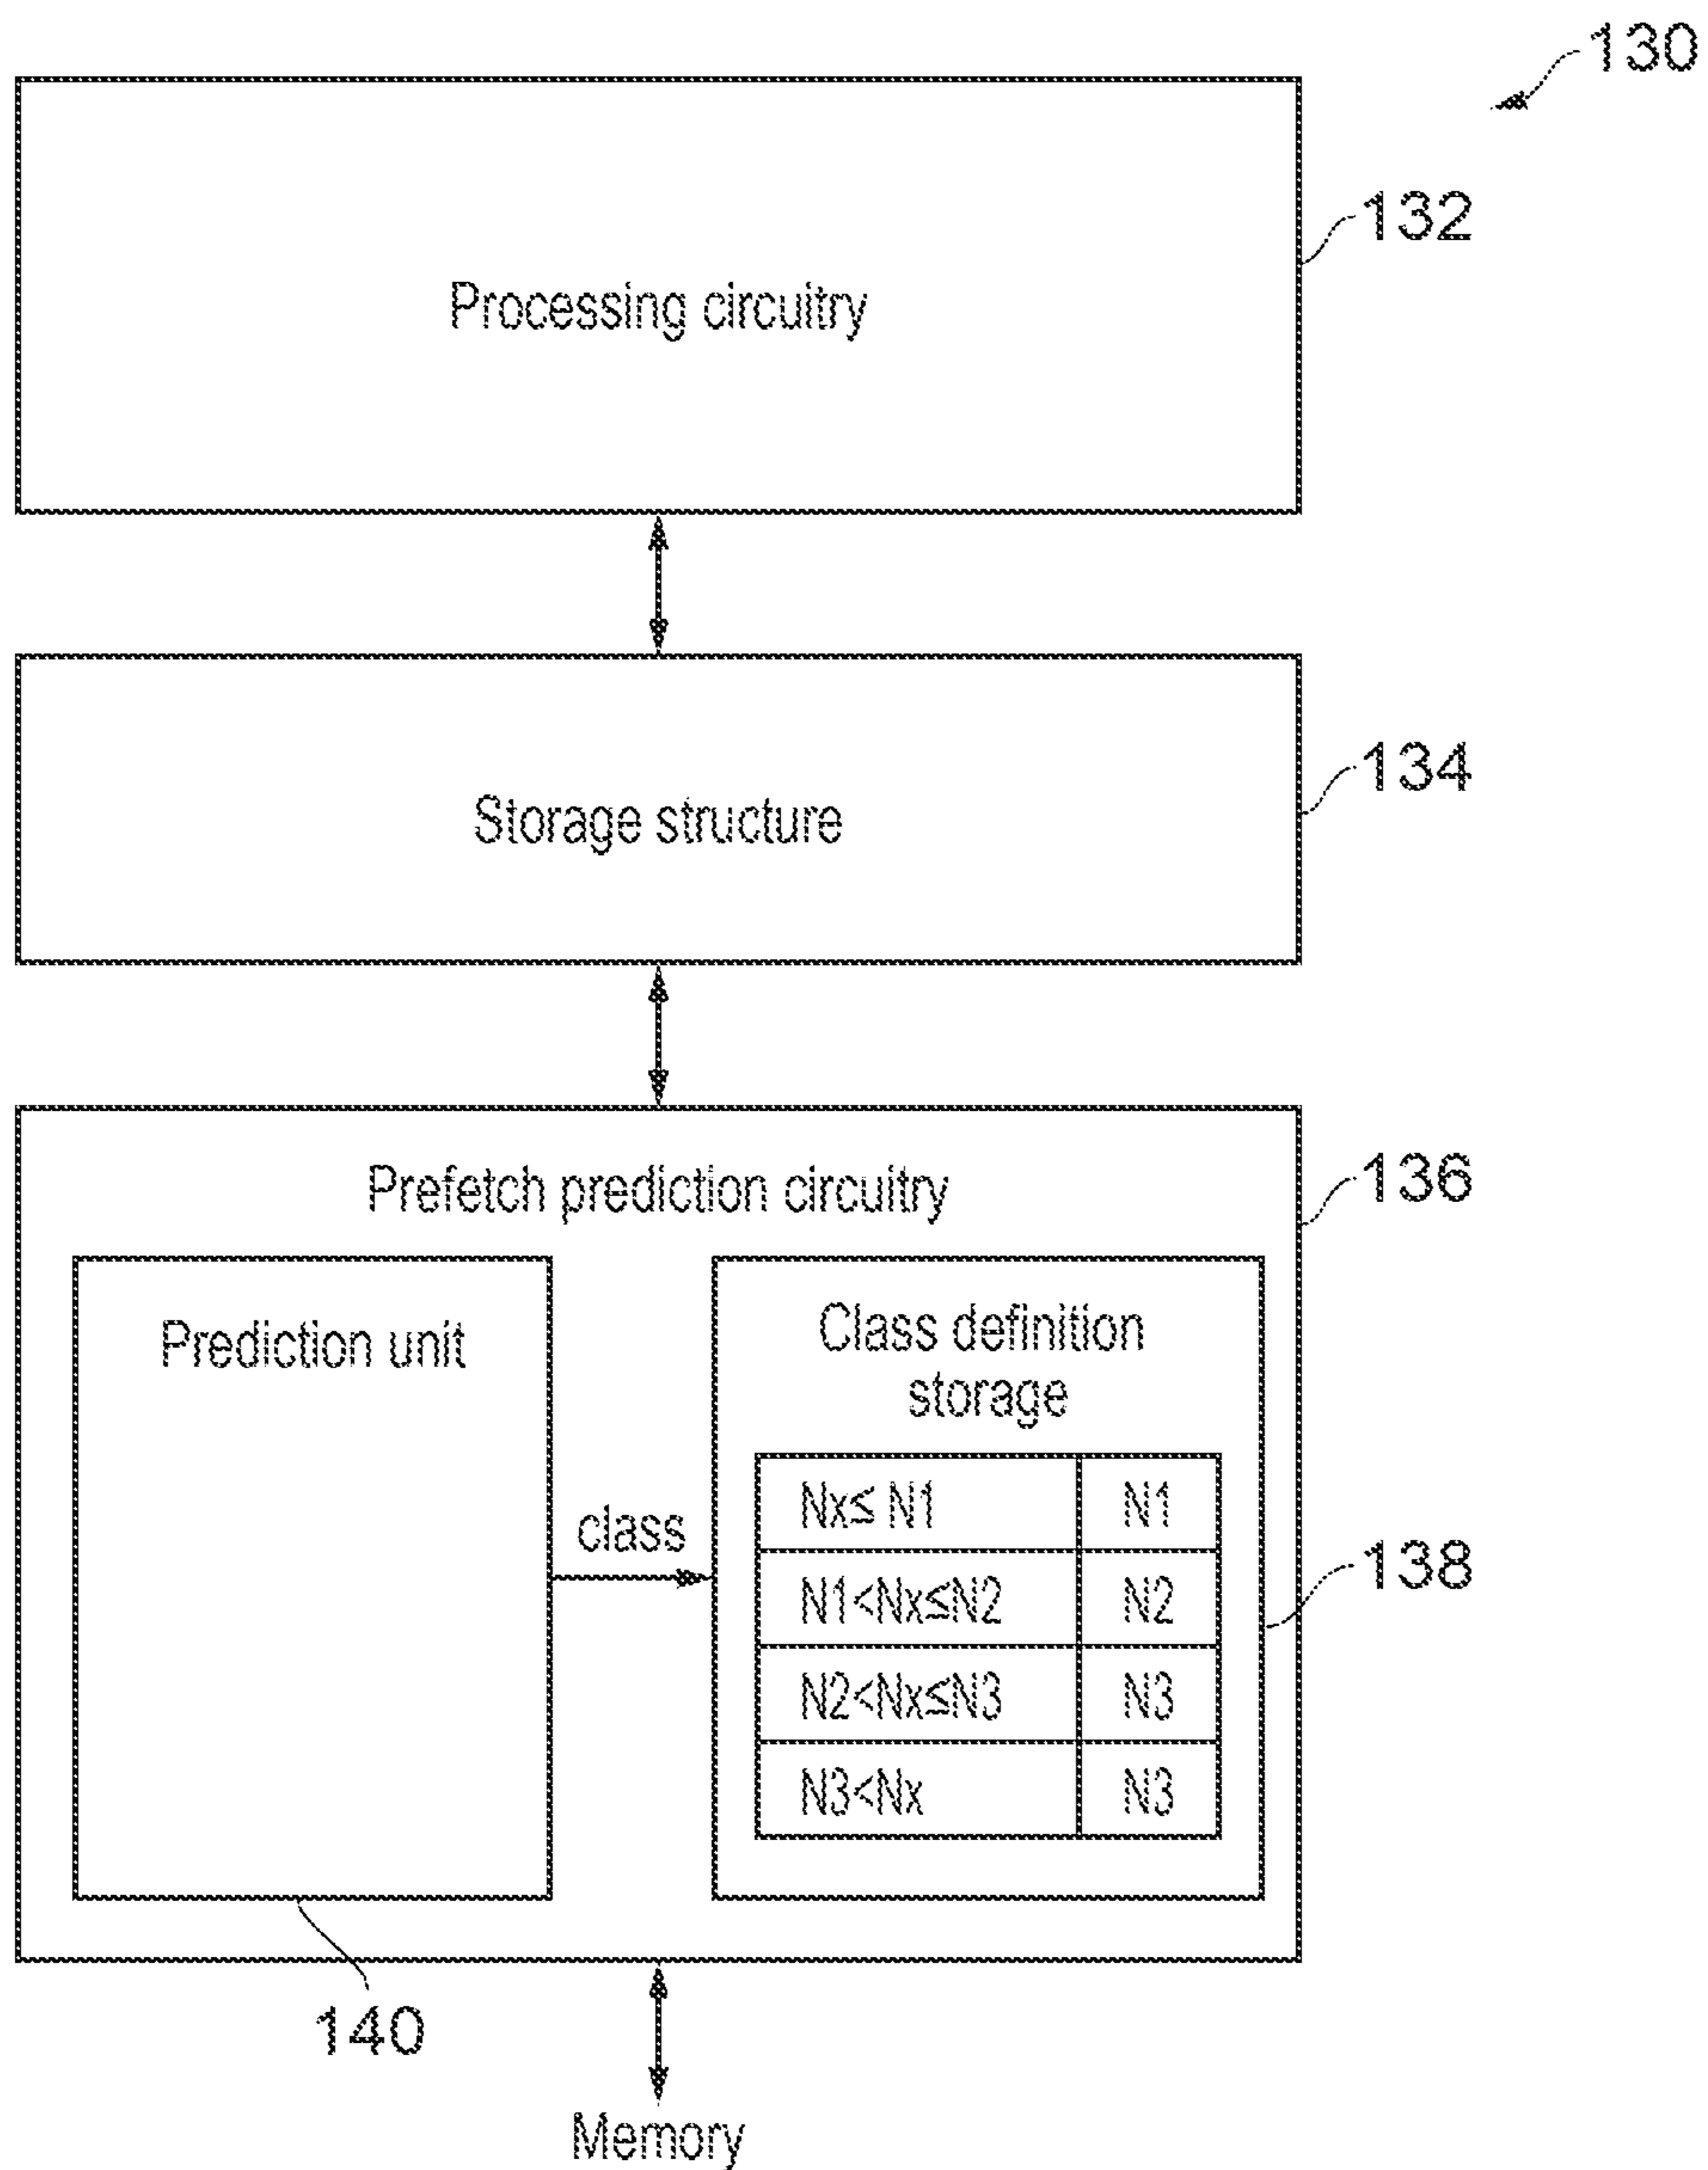 130
132
Processing circuitry
134
Storage structure
136
Prefetch prediction circuitry
Prediction unit
Class definition
storage
class
Nx≤ N1 N1
N1<Nx≤N2 N2
N2<Nx≤N3 N3
N3<Nx N3
138
140
Memory